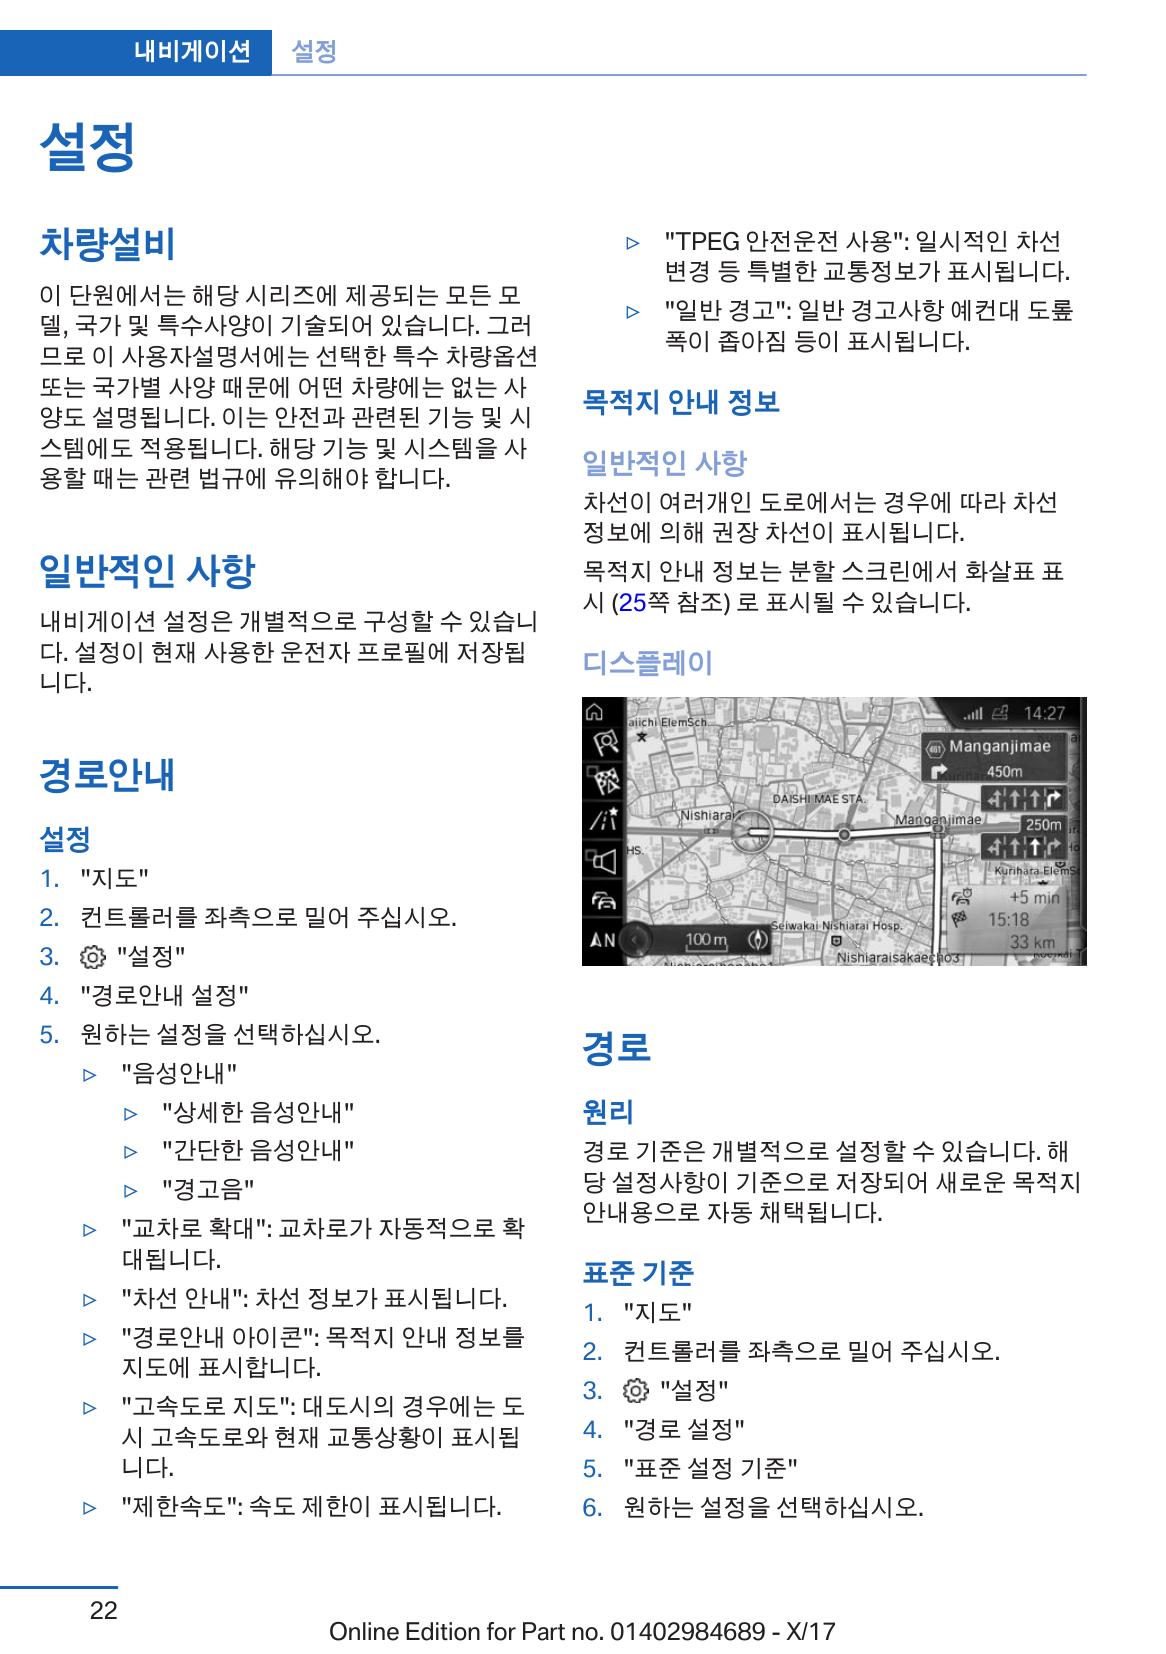 내비게이션 설정
설정
차량설비
이 단원에서는 해당 시리즈에 제공되는 모든 모
델, 국가 및 특수사양이 기술되어 있습니다. 그러
므로 이 사용자설명서에는 선택한 특수 차량옵션
또는 국가별 사양 때문에 어떤 차량에는 없는 사
양도 설명됩니다. 이는 안전과 관련된 기능 및 시
스템에도 적용됩니다. 해당 기능 및 시스템을 사
용할 때는 관련 법규에 유의해야 합니다.
일반적인 사항
내비게이션 설정은 개별적으로 구성할 수 있습니
다. 설정이 현재 사용한 운전자 프로필에 저장됩
니다.
경로안내
설정
1. "지도"
2. 컨트롤러를 좌측으로 밀어 주십시오.
3. "설정"
4. "경로안내 설정"
5. 원하는 설정을 선택하십시오.
▷ "음성안내"
▷ "상세한 음성안내"
▷ "간단한 음성안내"
▷ "경고음"
▷ "교차로 확대": 교차로가 자동적으로 확
대됩니다.
▷ "차선 안내": 차선 정보가 표시됩니다.
▷ "경로안내 아이콘": 목적지 안내 정보를
지도에 표시합니다.
▷ "고속도로 지도": 대도시의 경우에는 도
시 고속도로와 현재 교통상황이 표시됩
니다.
▷ "제한속도": 속도 제한이 표시됩니다.
▷ "TPEG 안전운전 사용": 일시적인 차선
변경 등 특별한 교통정보가 표시됩니다.
▷ "일반 경고": 일반 경고사항 예컨대 도롶
폭이 좁아짐 등이 표시됩니다.
목적지 안내 정보
일반적인 사항
차선이 여러개인 도로에서는 경우에 따라 차선
정보에 의해 권장 차선이 표시됩니다.
목적지 안내 정보는 분할 스크린에서 화살표 표
시 (25쪽 참조) 로 표시될 수 있습니다.
디스플레이
aiichi ElemSch.
14:27
461 Manganjimae
450m
DAISHI MAE STA.
Nishiarai
Manganjimae
250m
HS.
Kurihara ElemS
+5 min
15:18
33 km
Seiwakai Nishiarai Hosp.
N
100 m
Nishiaraisakaecho3
경로
원리
경로 기준은 개별적으로 설정할 수 있습니다. 해
당 설정사항이 기준으로 저장되어 새로운 목적지
안내용으로 자동 채택됩니다.
표준 기준
1. "지도"
2. 컨트롤러를 좌측으로 밀어 주십시오.
3. "설정"
4. "경로 설정"
5. "표준 설정 기준"
6. 원하는 설정을 선택하십시오.
22
Online Edition for Part no. 01402984689 - X/17